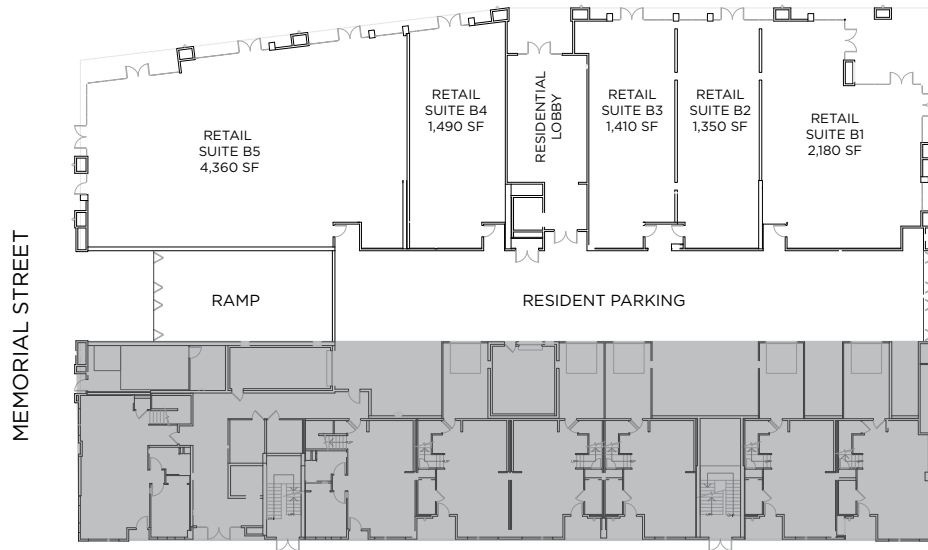 RETAIL
SUITE B5
4,360 SF
RETAIL
SUITE B4
1,490 SF
RESIDENTIAL
LOBBY
RETAIL
SUITE B3
1,410 SF
RETAIL
SUITE B2
1,350 SF
RETAIL
SUITE B1
2,180 SF
MEMORIAL STREET
RAMP
RESIDENT PARKING